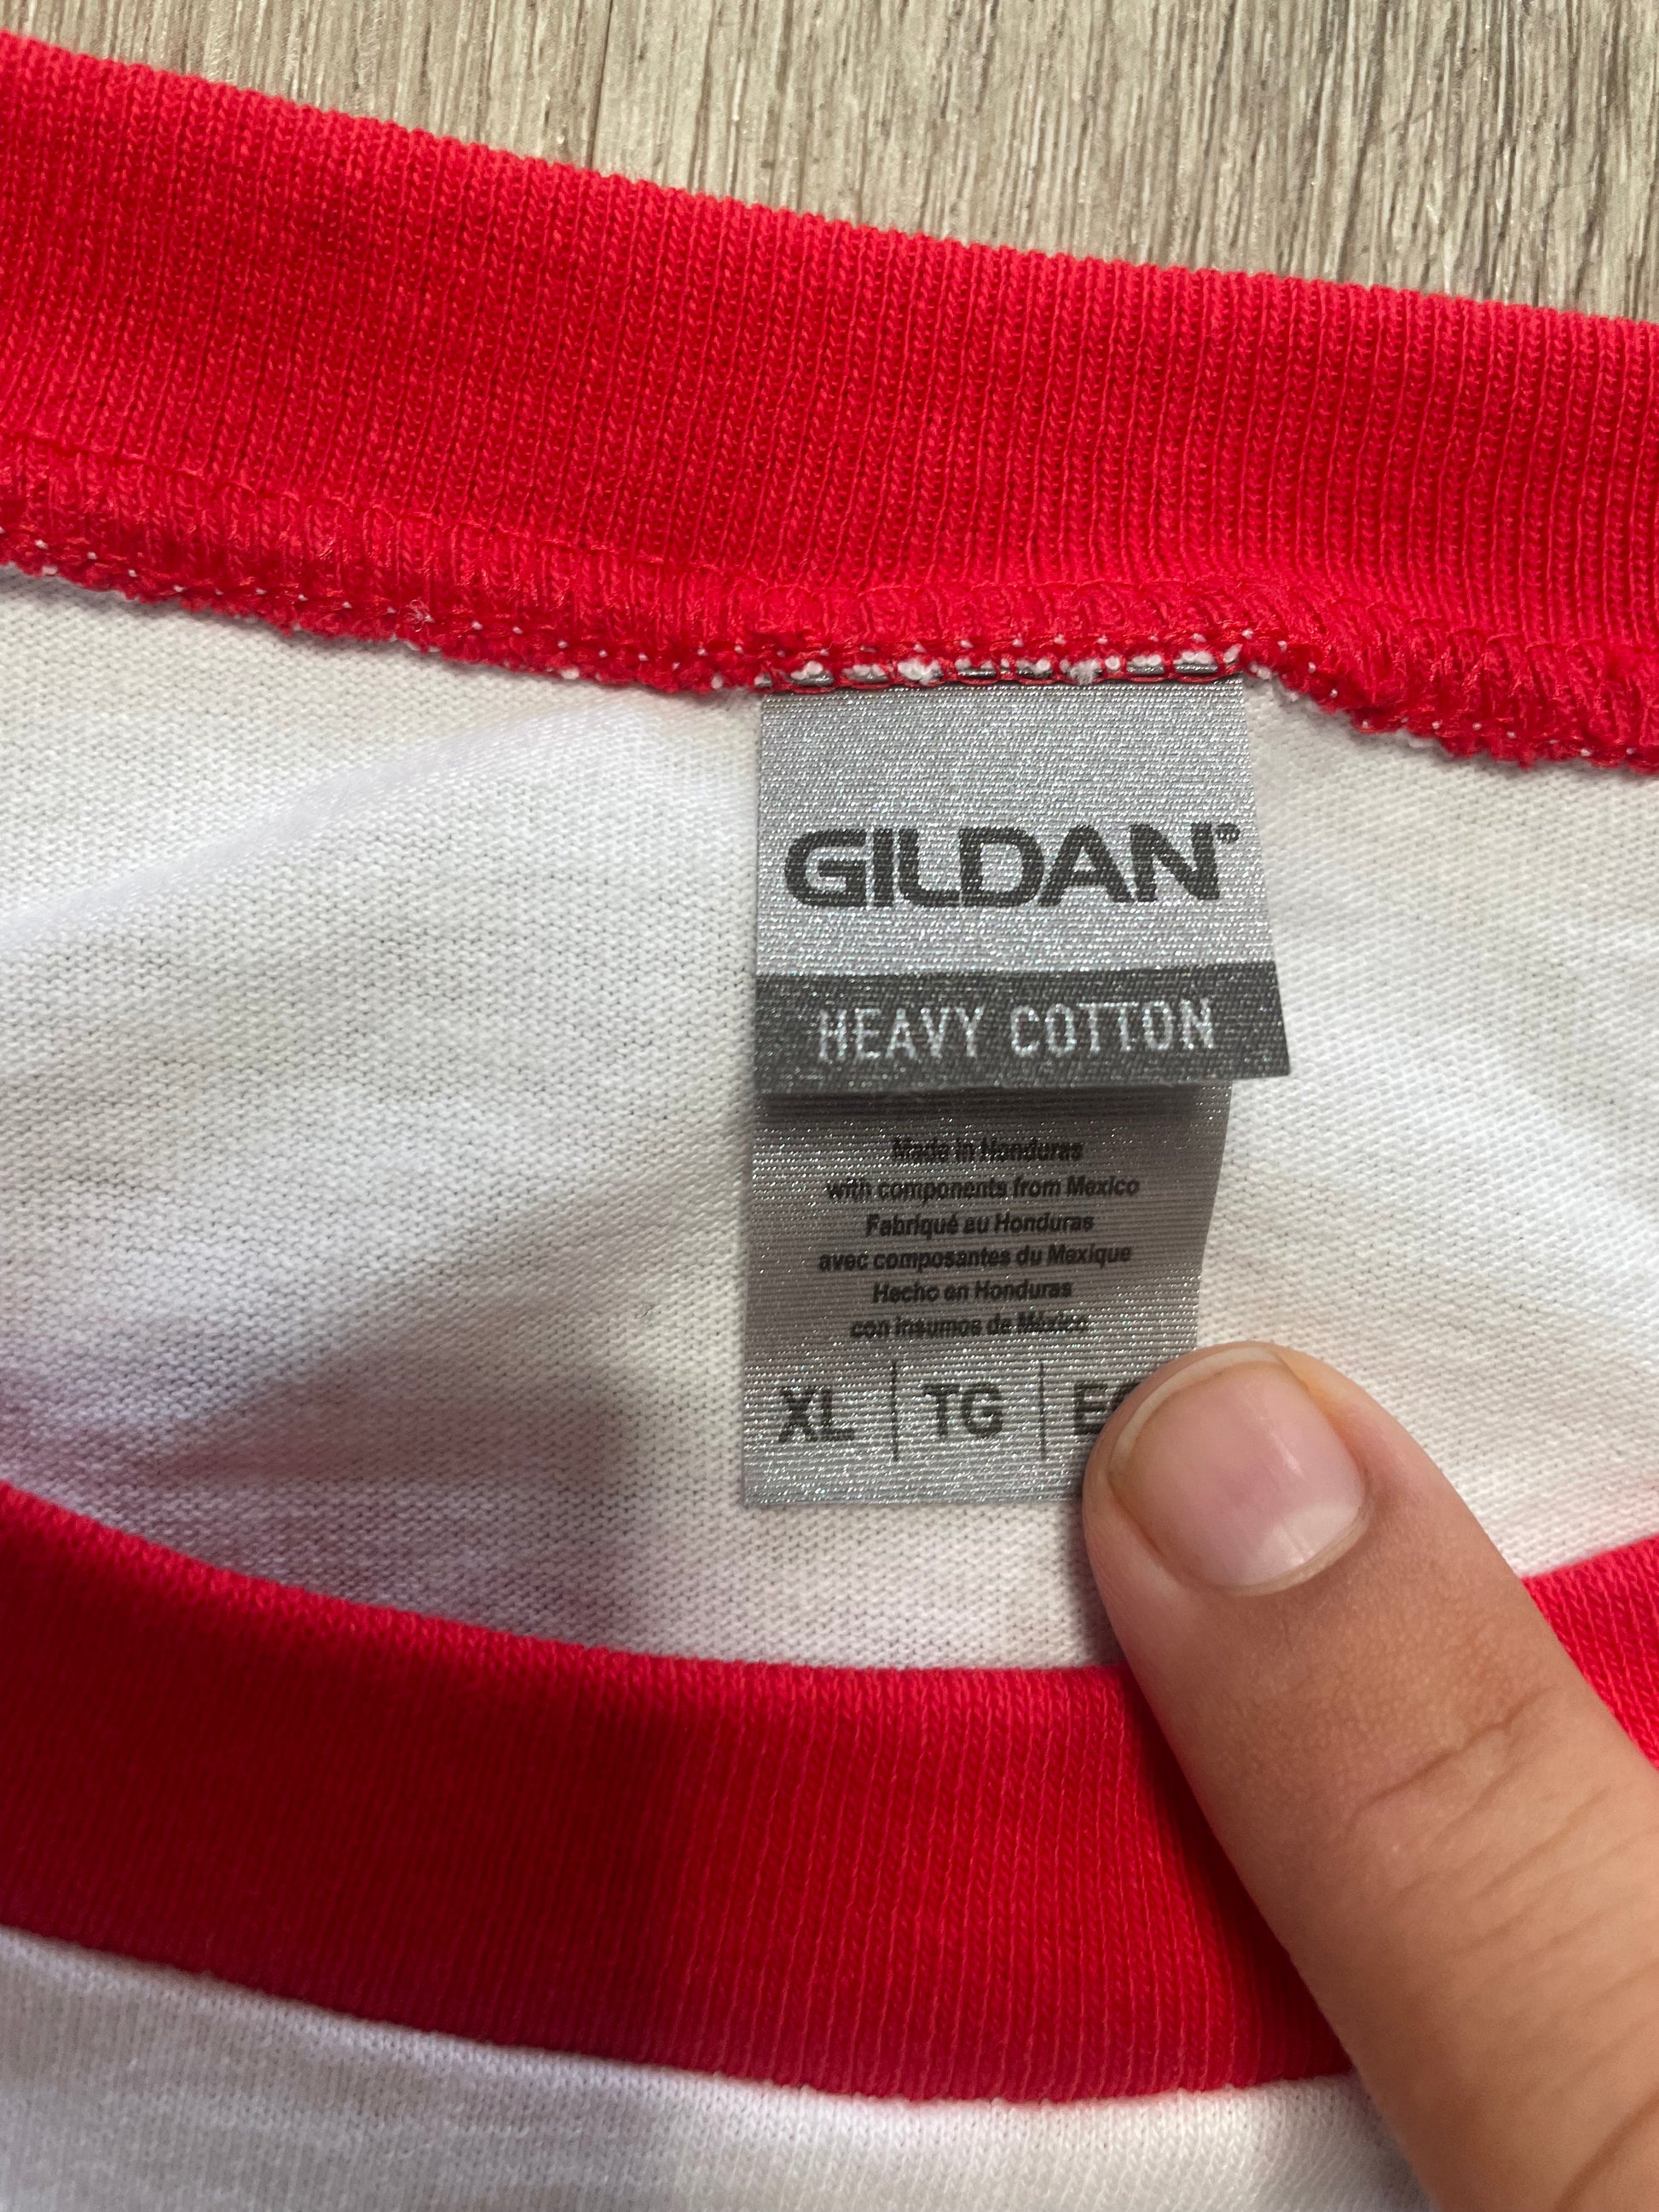 GILDAN®
HEAVY COTTON
Made in Honduras
with components from Mexico
Fabriqué au Honduras
avec composantes du Mexique
Hecho en Honduras
con insumos de México
XL | TG |